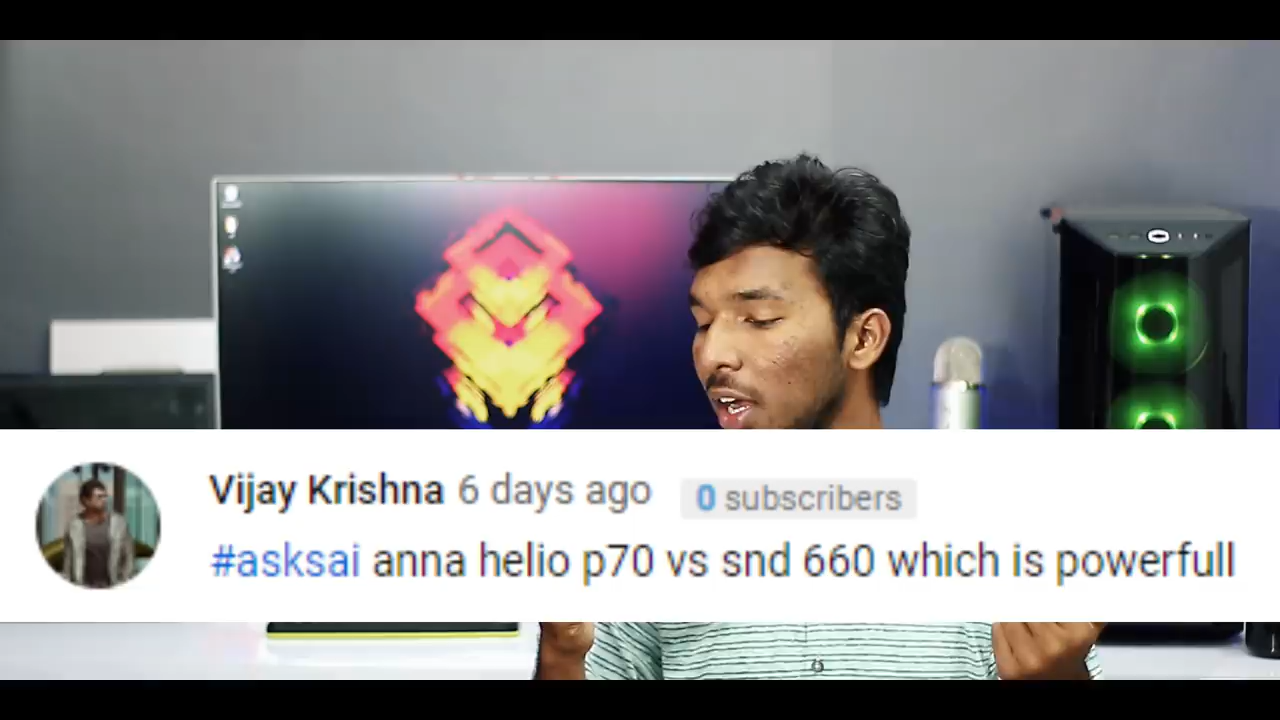 Vijay Krishna 6 days ago 0 subscribers
#asksai anna helio p70 vs snd 660 which is powerfull